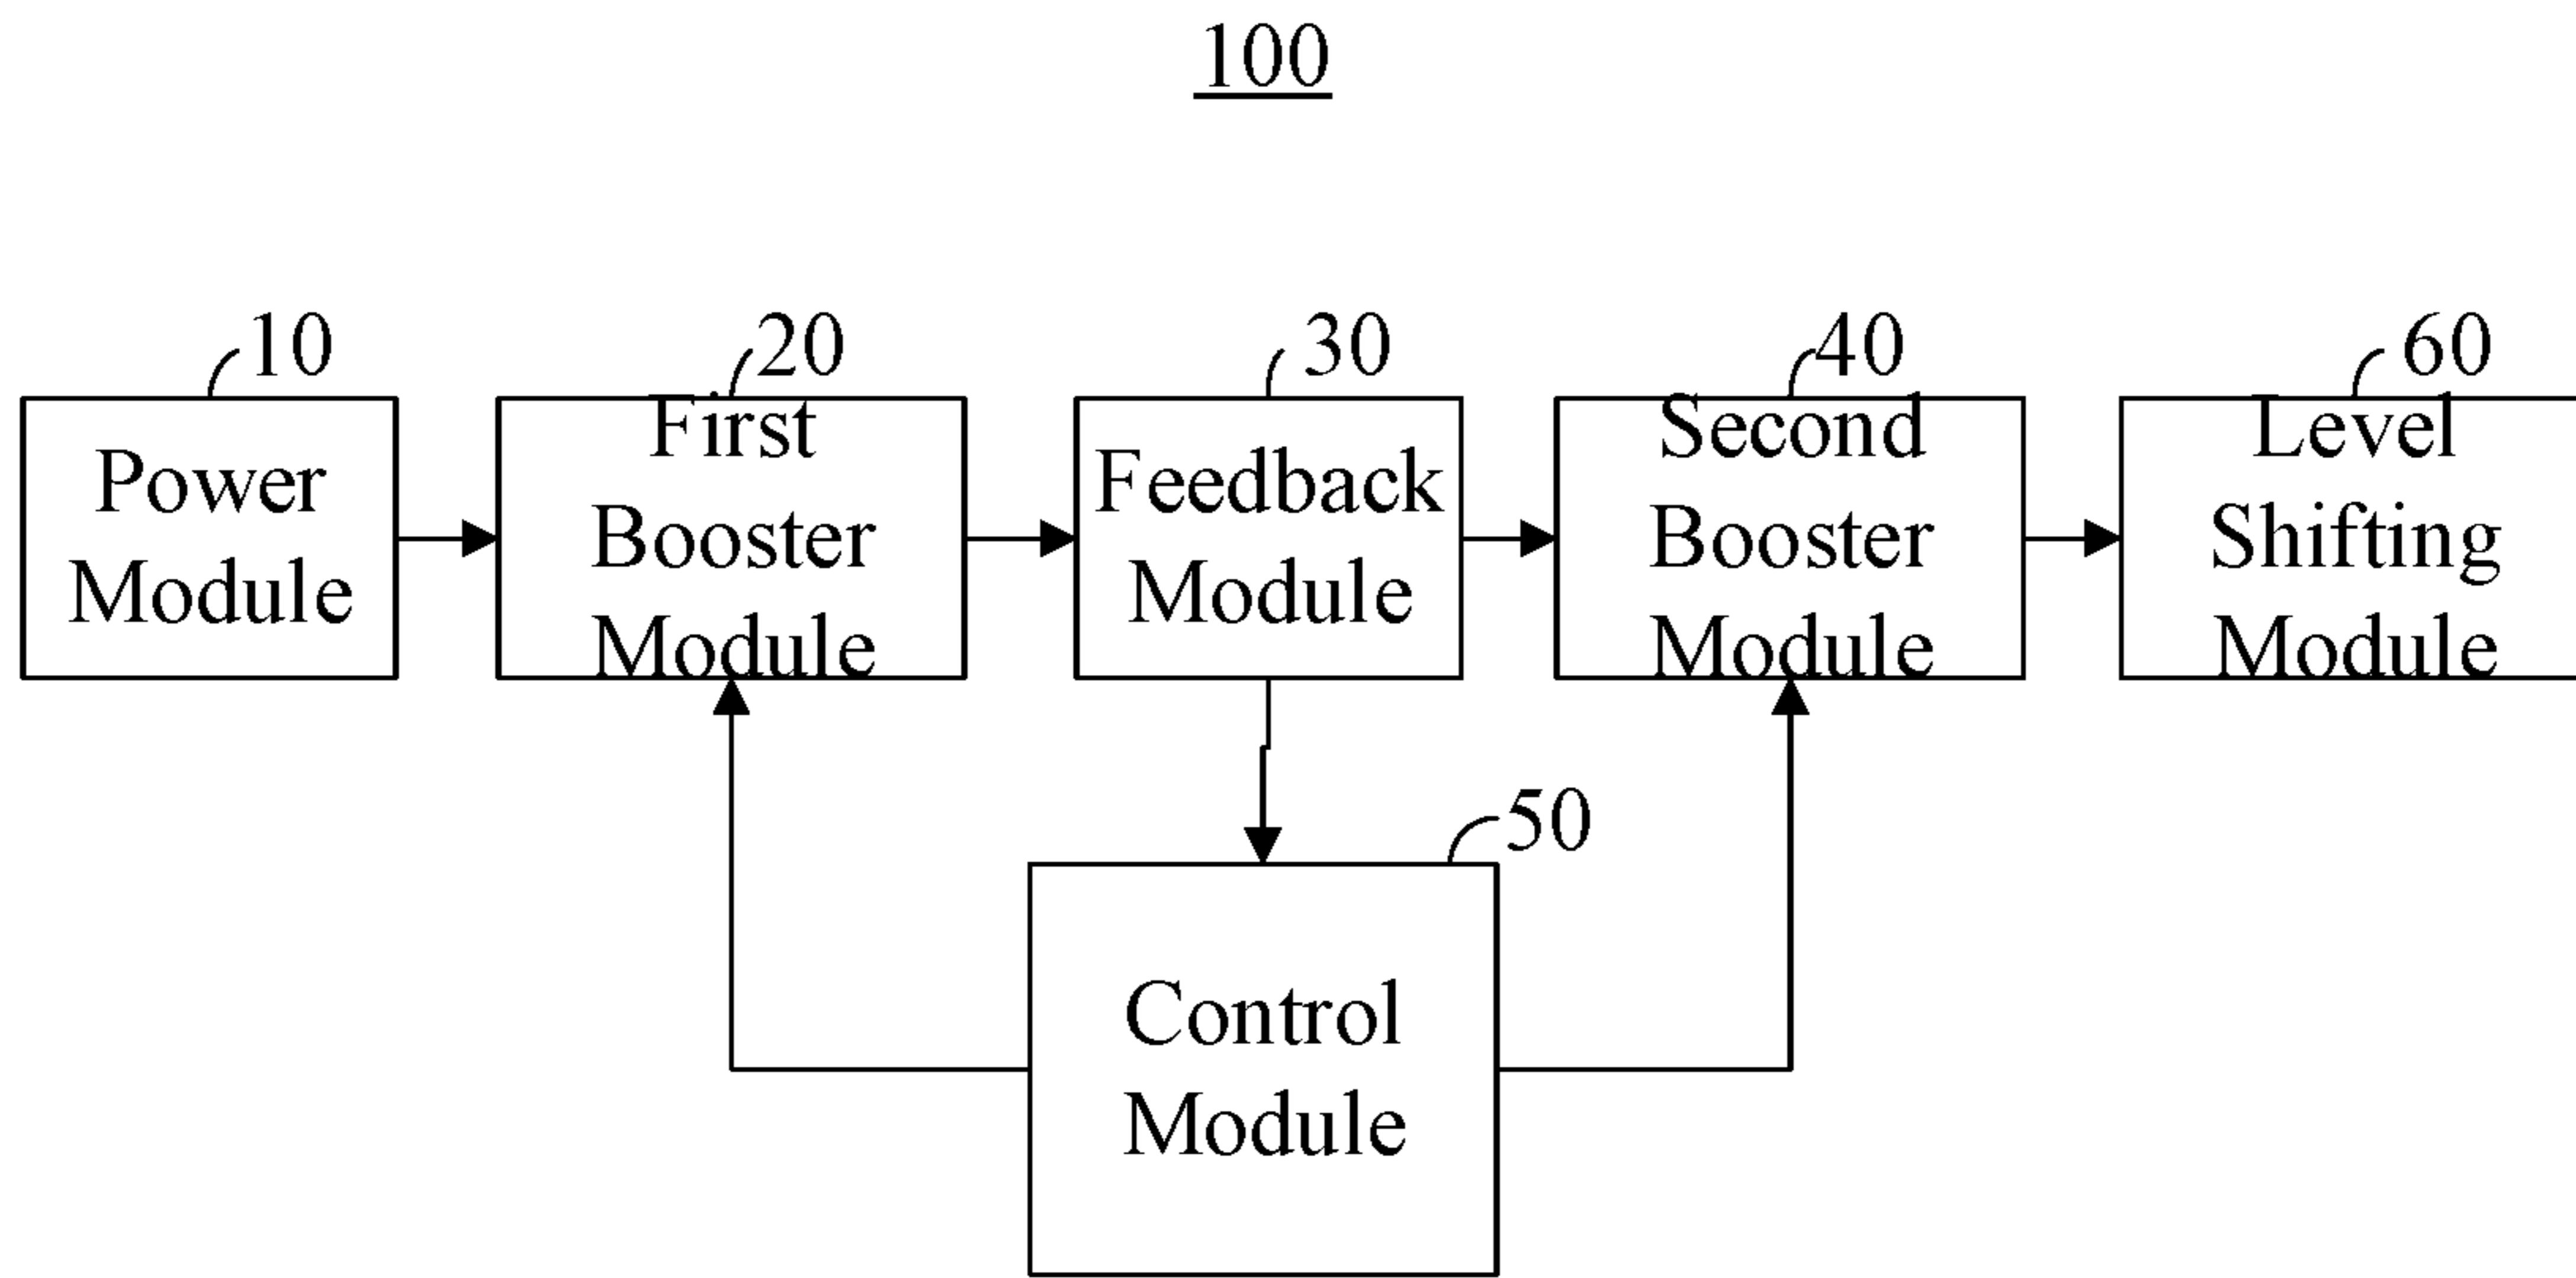 100
10
20
30
40
60
Power
Module
First
Booster
Module
Feedback
Module
Second
Booster
Module
Level
Shifting
Module
50
Control
Module